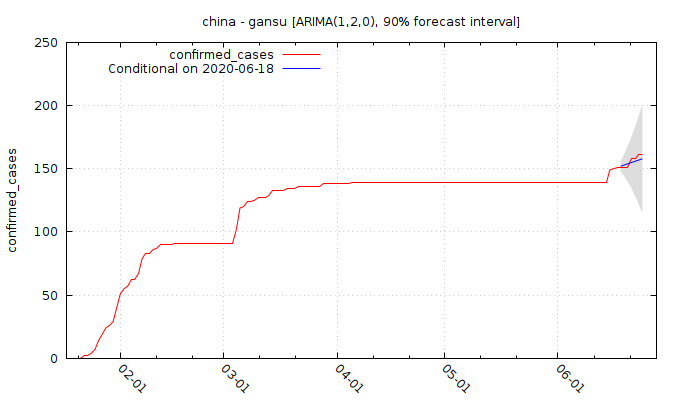 china - gansu [ARIMA(1,2,0), 90% forecast interval]
250
confirmed_cases
Conditional on 2020-06-18
200
150
100
50
0
confirmed_cases
02-01
03-01
04-01
05-01
06-01